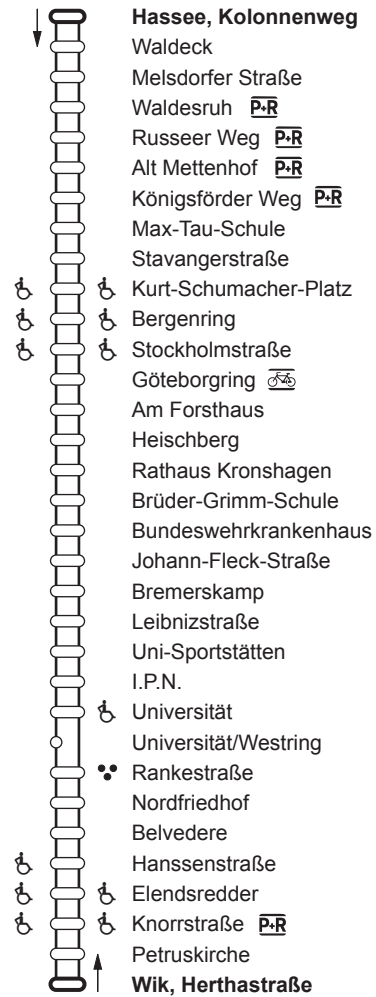 Hassee, Kolonnenweg
Waldeck
Melsdorfer Straße
Waldesruh P+R
Russeer Weg P+R
Alt Mettenhof P+R
Königsförder Weg P+R
Max-Tau-Schule
Stavangerstraße
Kurt-Schumacher-Platz
Bergenring
Stockholmstraße
Göteborgring
Am Forsthaus
Heischberg
Rathaus Kronshagen
Brüder-Grimm-Schule
Bundeswehrkrankenhaus
Johann-Fleck-Straße
Bremerskamp
Leibnizstraße
Uni-Sportstätten
I.P.N.
Universität
Universität/Westring
Rankestraße
Nordfriedhof
Belvedere
Hanssenstraße
Elendsredder
Knorrstraße P+R
Petruskirche
Wik, Herthastraße